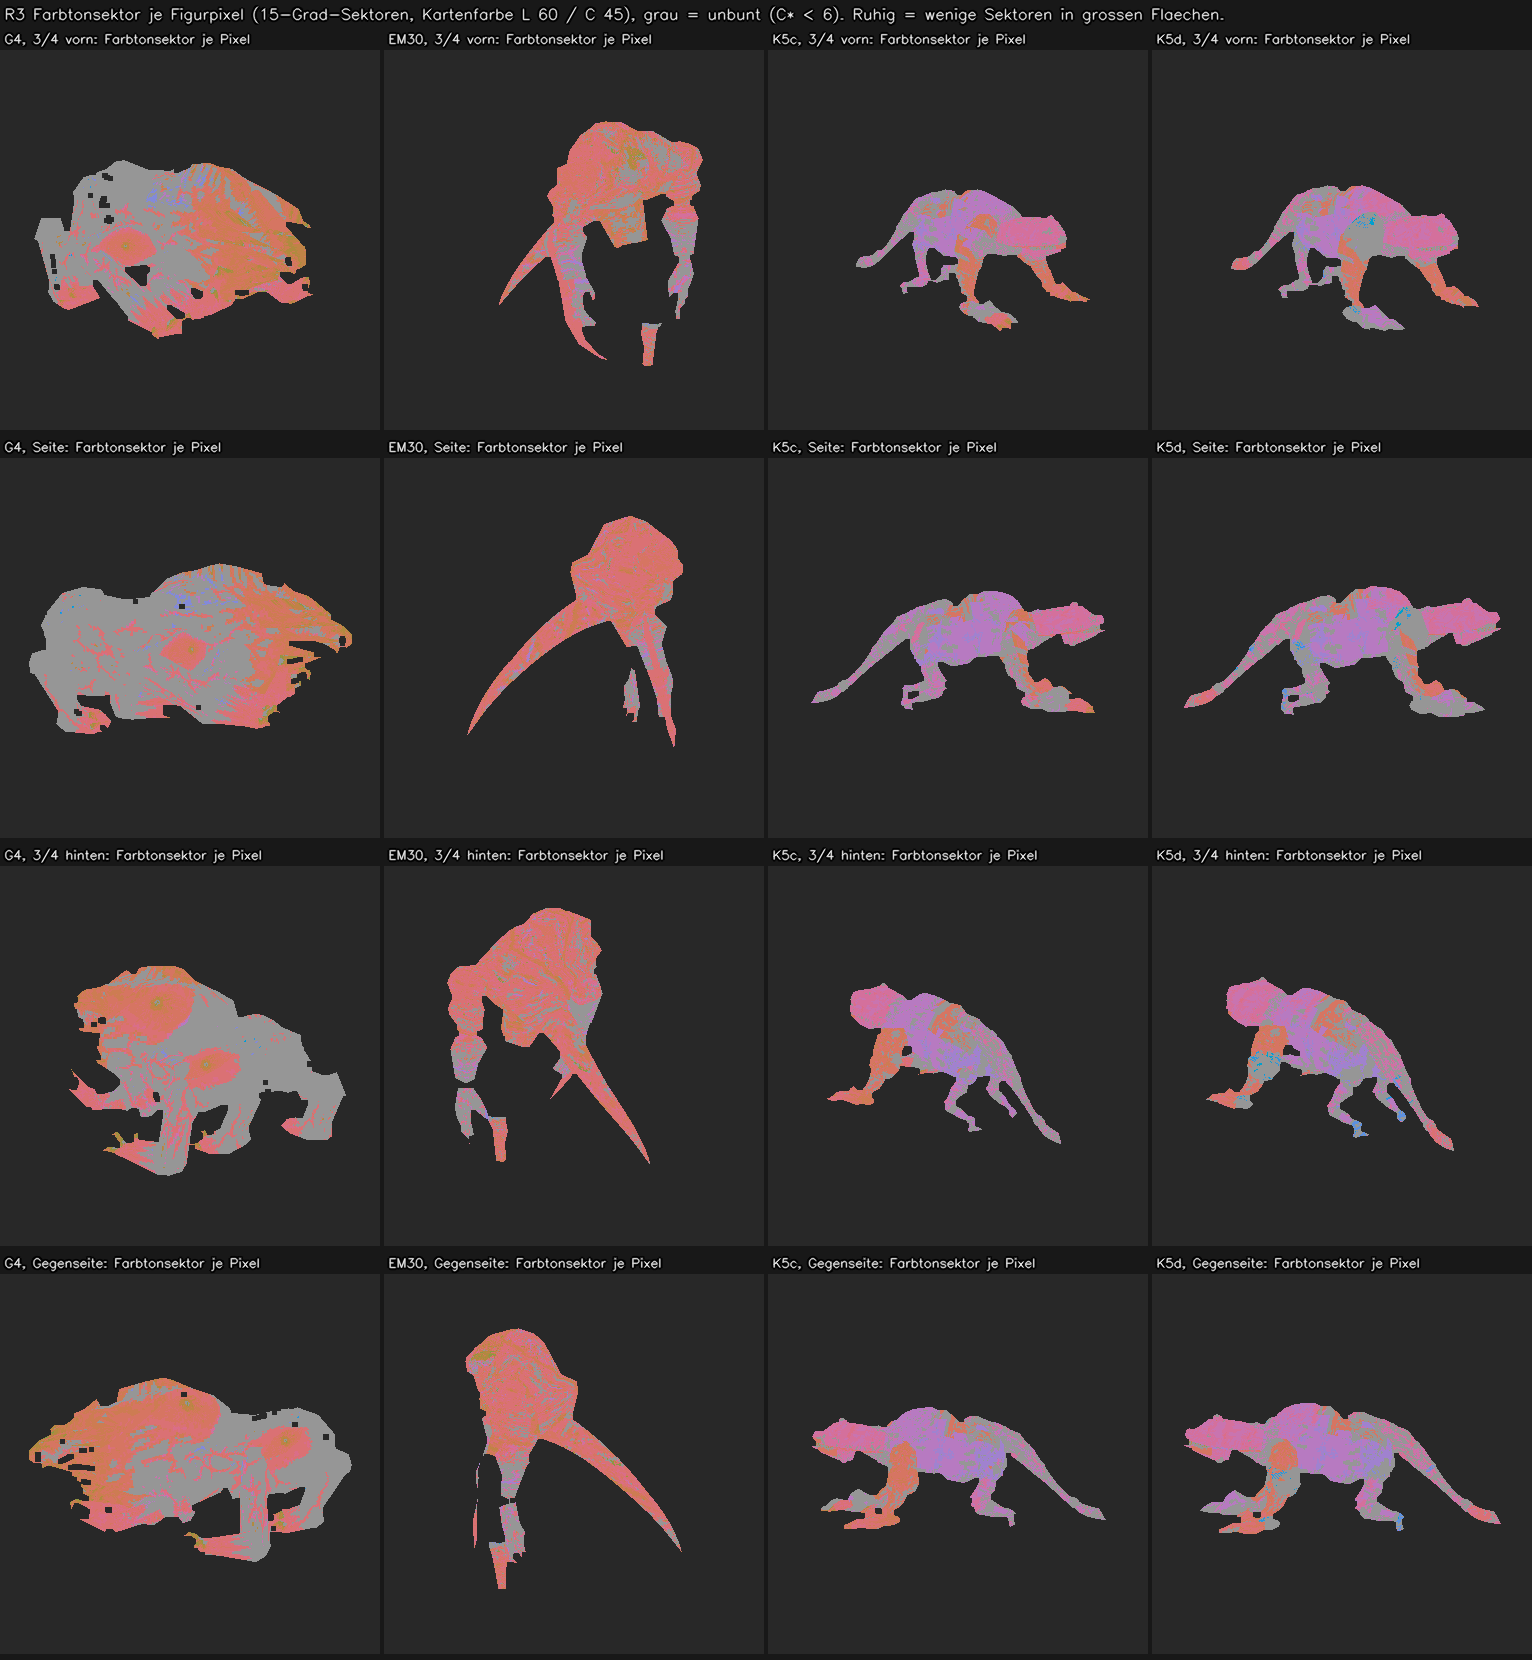 R3 Farbtonsektor je Figurpixel (15-Grad-Sektoren, Kartenfarbe L 60 / C 45), grau = unbunt (C* < 6). Ruhig = wenige Sektoren in grossen Flaechen.
G4, 3/4 vorn: Farbtonsektor je Pixel
EM30, 3/4 vorn: Farbtonsektor je Pixel
K5c, 3/4 vorn: Farbtonsektor je Pixel
K5d, 3/4 vorn: Farbtonsektor je Pixel
G4, Seite: Farbtonsektor je Pixel
EM30, Seite: Farbtonsektor je Pixel
K5c, Seite: Farbtonsektor je Pixel
K5d, Seite: Farbtonsektor je Pixel
G4, 3/4 hinten: Farbtonsektor je Pixel
EM30, 3/4 hinten: Farbtonsektor je Pixel
K5c, 3/4 hinten: Farbtonsektor je Pixel
K5d, 3/4 hinten: Farbtonsektor je Pixel
G4, Gegenseite: Farbtonsektor je Pixel
EM30, Gegenseite: Farbtonsektor je Pixel
K5c, Gegenseite: Farbtonsektor je Pixel
K5d, Gegenseite: Farbtonsektor je Pixel